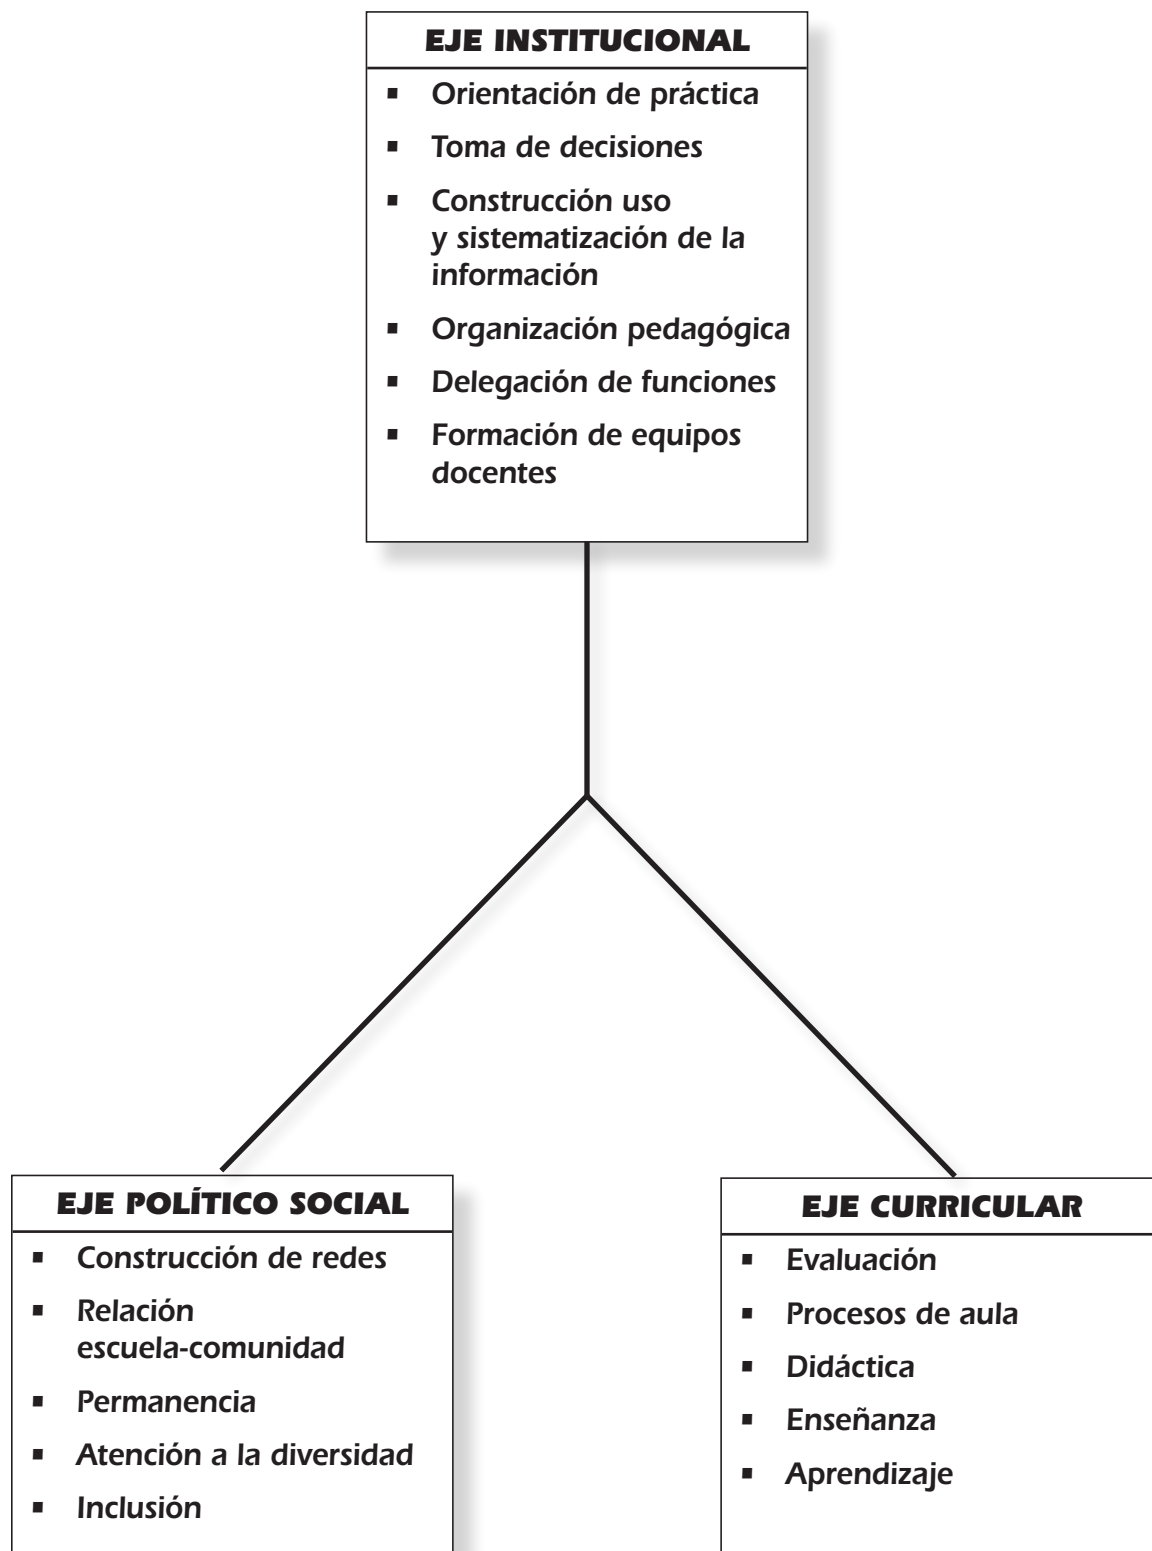 EJE INSTITUCIONAL
▪ Orientación de práctica
▪ Toma de decisiones
▪ Construcción uso
y sistematización de la
información
▪ Organización pedagógica
▪ Delegación de funciones
▪ Formación de equipos
docentes
EJE POLÍTICO SOCIAL
▪ Construcción de redes
▪ Relación
escuela-comunidad
▪ Permanencia
▪ Atención a la diversidad
▪ Inclusión
EJE CURRICULAR
▪ Evaluación
▪ Procesos de aula
▪ Didáctica
▪ Enseñanza
▪ Aprendizaje